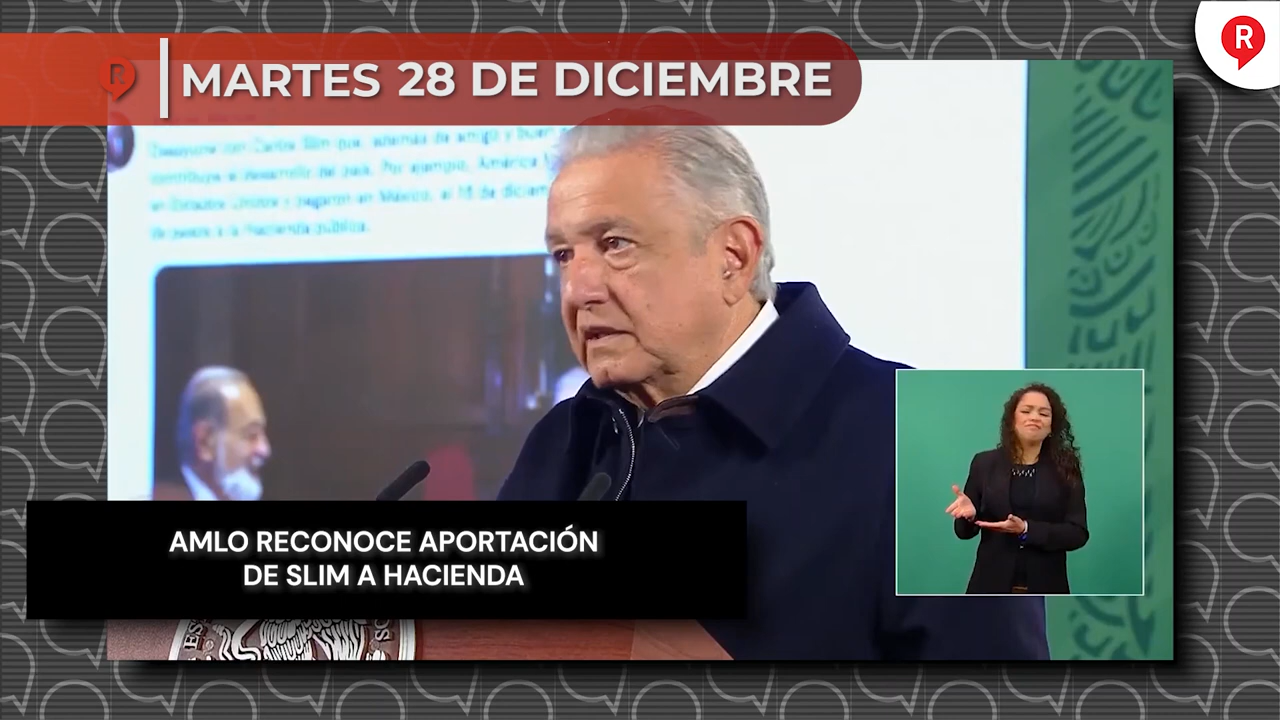 R
R
MARTES 28 DE DICIEMBRE
Desayuné con Carlos Slim que, además de amigo y buen
contribuye al desarrollo del país. Por ejemplo, América
en Estados Unidos y pagaron en México, el 16 de diciem
de pesos a la Hacienda pública.
AMLO RECONOCE APORTACIÓN
DE SLIM A HACIENDA
ES
OS